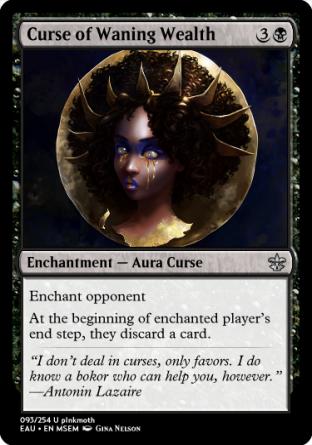 Curse of Waning Wealth 3
Enchantment — Aura Curse
Enchant opponent
At the beginning of enchanted player's
end step, they discard a card.
“I don't deal in curses, only favors. I do
know a bokor who can help you, however.”
—Antonin Lazaire
093/254 U pinkmoth
EAU • EN MSEM Gina Nelson